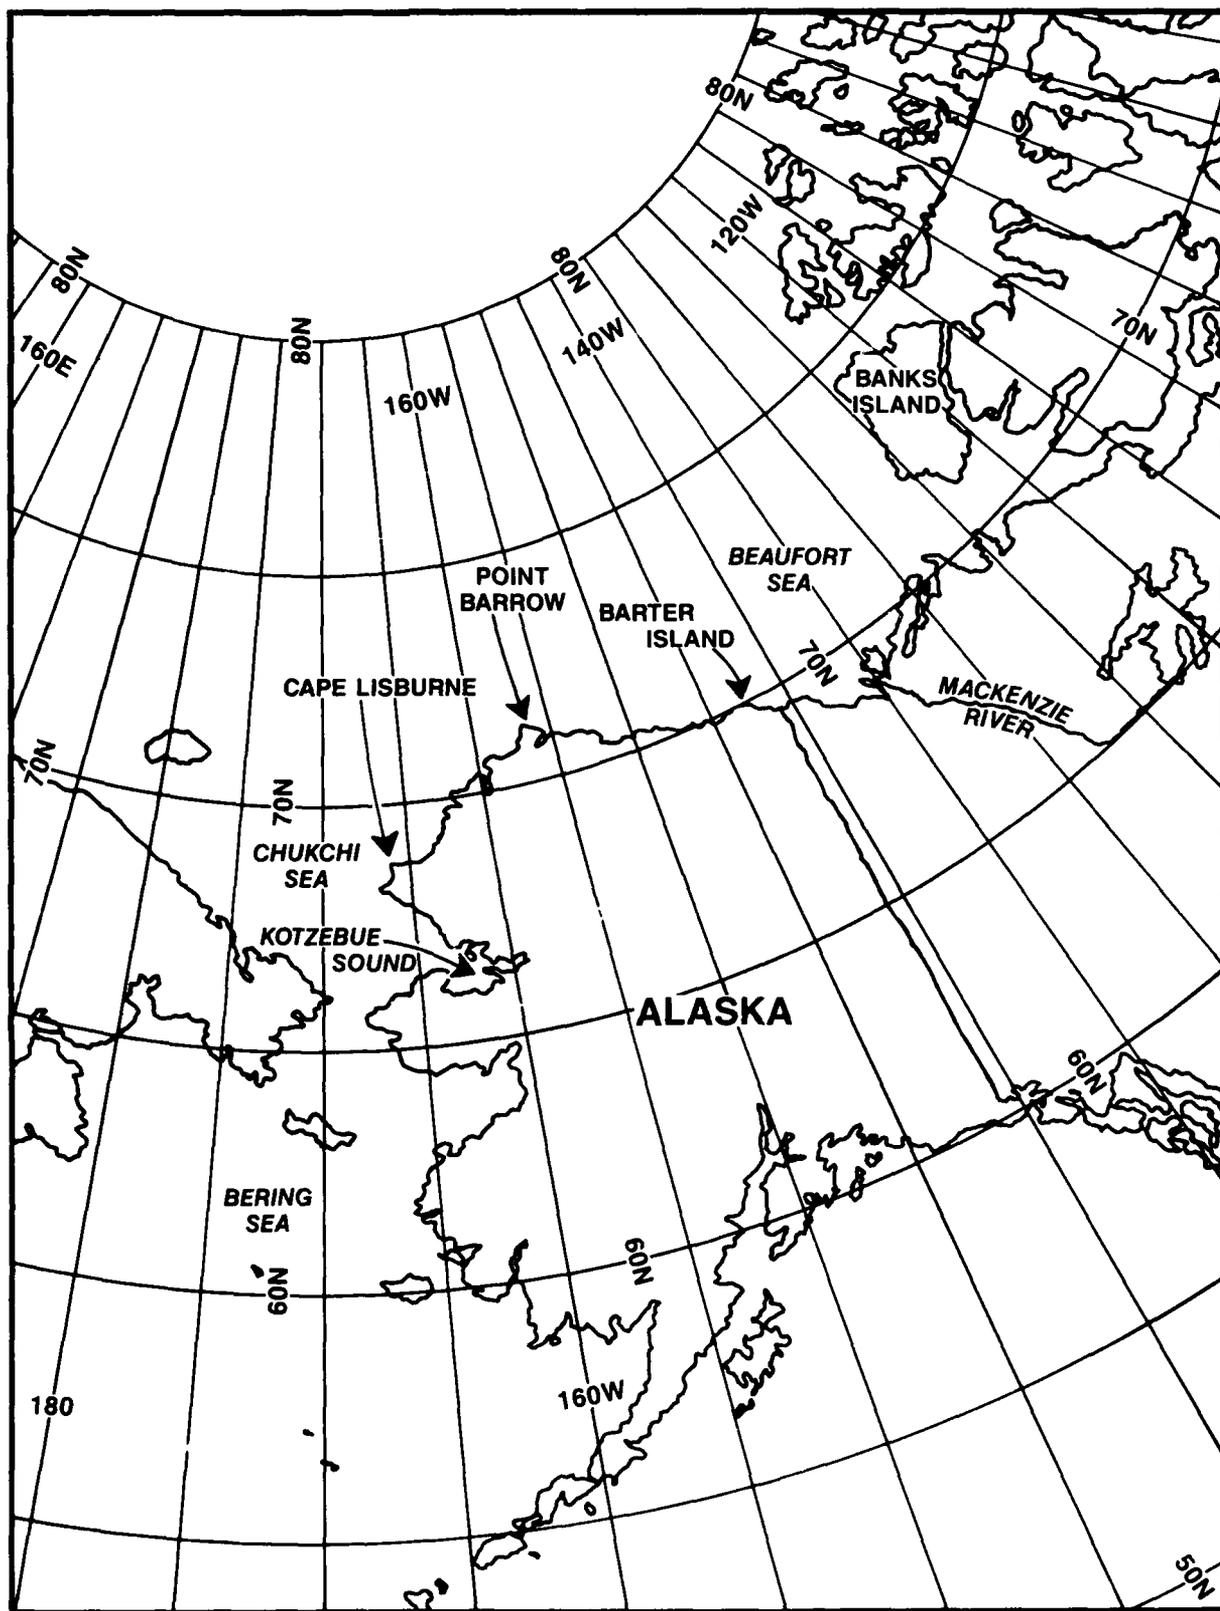 80N
120W
80N
80N
80N
160E
140W
160W
70N
BANKS
ISLAND
BEAUFORT
SEA
POINT
BARROW
BARTER
ISLAND
70N
CAPE LISBURNE
MACKENZIE
RIVER
70N
70N
CHUKCHI
SEA
KOTZEBUE
SOUND
ALASKA
60N
BERING
SEA
60N
60N
160W
180
50N